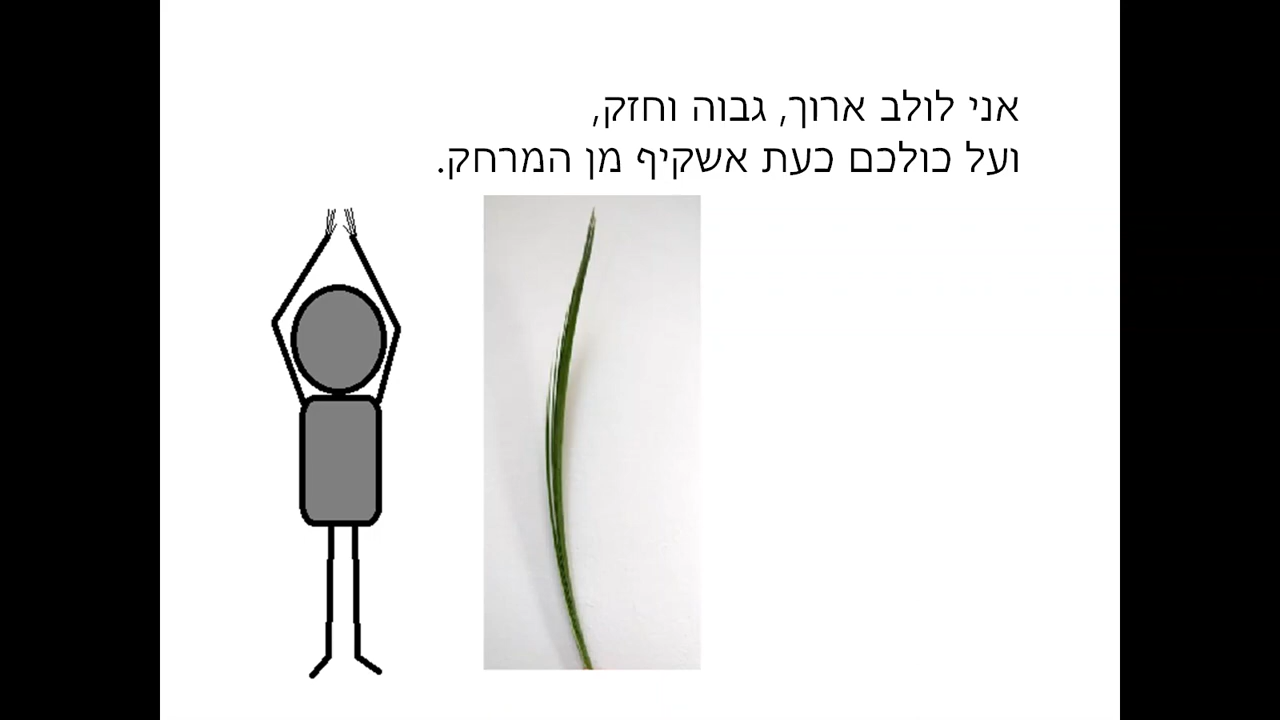 אני לולב ארוך, גבוה וחזק,
ועל כולכם כעת אשקיף מן המרחק.